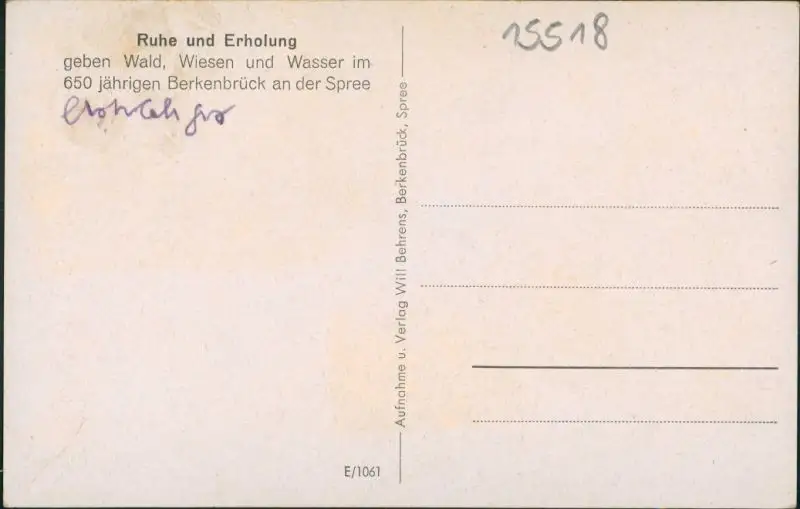 Ruhe und Erholung
geben Wald, Wiesen und Wasser im
650 jährigen Berkenbrück an der Spree
E/1061
Aufnahme u. Verlag Will Behrens, Berkenbrück, Spree
15518